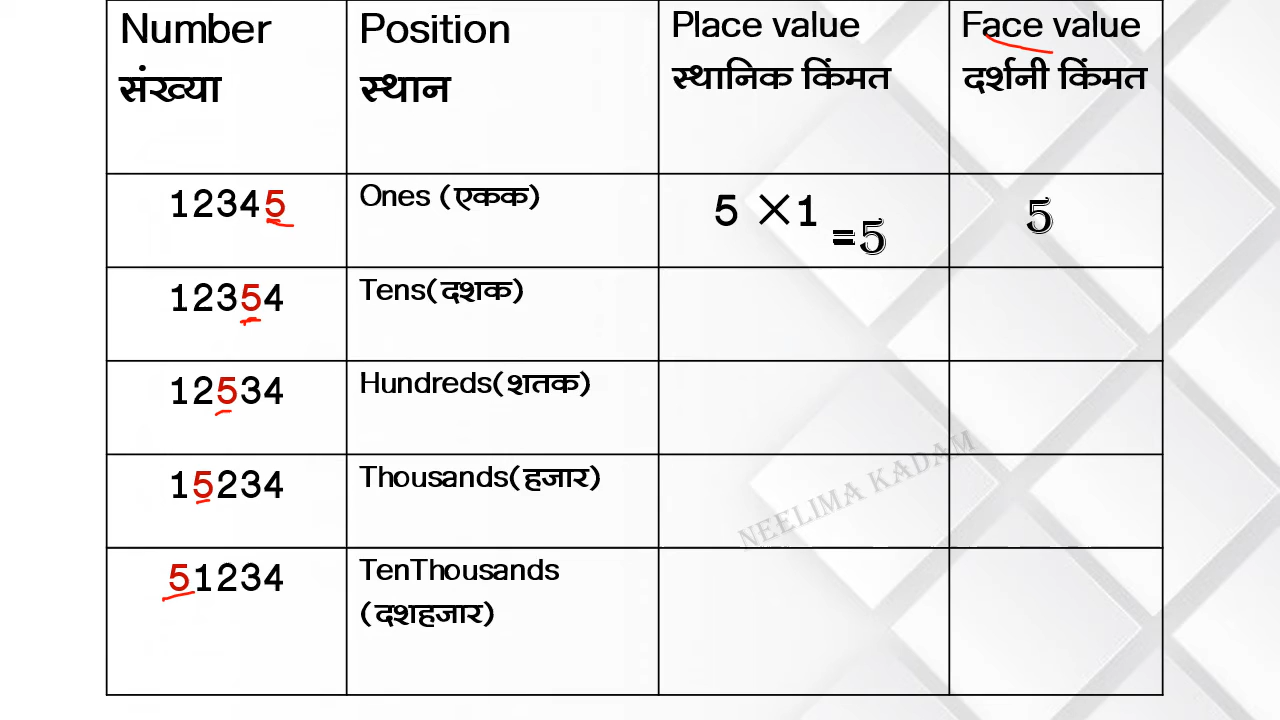 Number
संख्या
Position
स्थान
Place value
स्थानिक किंमत
Face value
दर्शनी किंमत
12345
Ones (एकक)
5 ×1 =5
5
12354
Tens(दशक)
12534
Hundreds(शतक)
15234
Thousands(हजार)
51234
TenThousands
(दशहजार)
NEELIMA KADAM